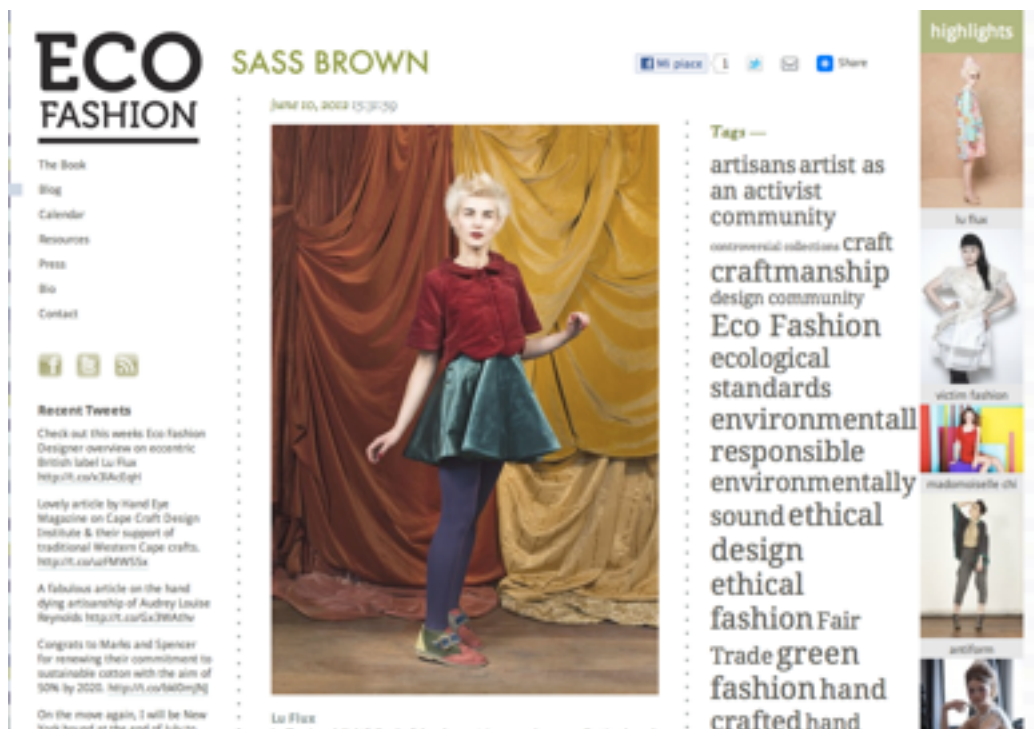 ECO
FASHION
The Book
Blog
Calendar
Resources
Press
Bio
Contact
Recent Tweets
Check out this weeks Eco Fashion
Designer overview on eccentric
British label Lu Flux
Lovely article by Hand Eye
Magazine on Cape Craft Design
Institute & their support of
traditional Western Cape crafts.
A fabulous article on the hand
dying artisanship of Audrey Louise
Reynolds
Congrats to Marks and Spencer
for renewing their commitment to
sustainable cotton with the aim of
50% by 2020.
On the move again, I will be New
SASS BROWN
Mi piace 1
Share
June 10, 2012 15:31:59
Lu Flux
Tags —
artisans artist as
an activist
community
controversial collections craft
craftmanship
design community
Eco Fashion
ecological
standards
environmentall
responsible
environmentally
sound ethical
design
ethical
fashion Fair
Trade green
fashion hand
crafted hand
highlights
lu flux
victim fashion
mademoiselle chi
antiform